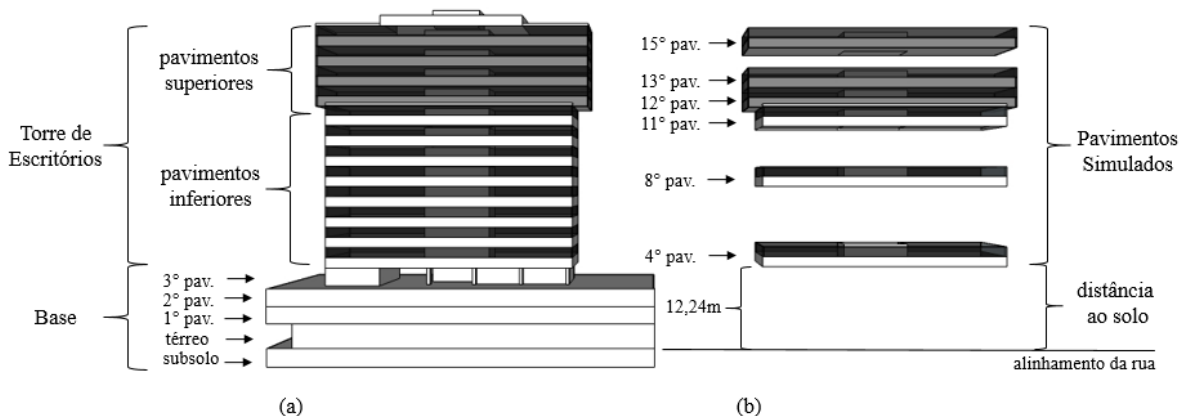 pavimentos
superiores
Torre de
Escritórios
pavimentos
inferiores
3° pav.
2° pav.
1° pav.
térreo
subsolo
Base
(a)
15° pav.
13° pav.
12° pav.
11° pav.
8° pav.
4° pav.
Pavimentos
Simulados
12,24m
distância
ao solo
alinhamento da rua
(b)